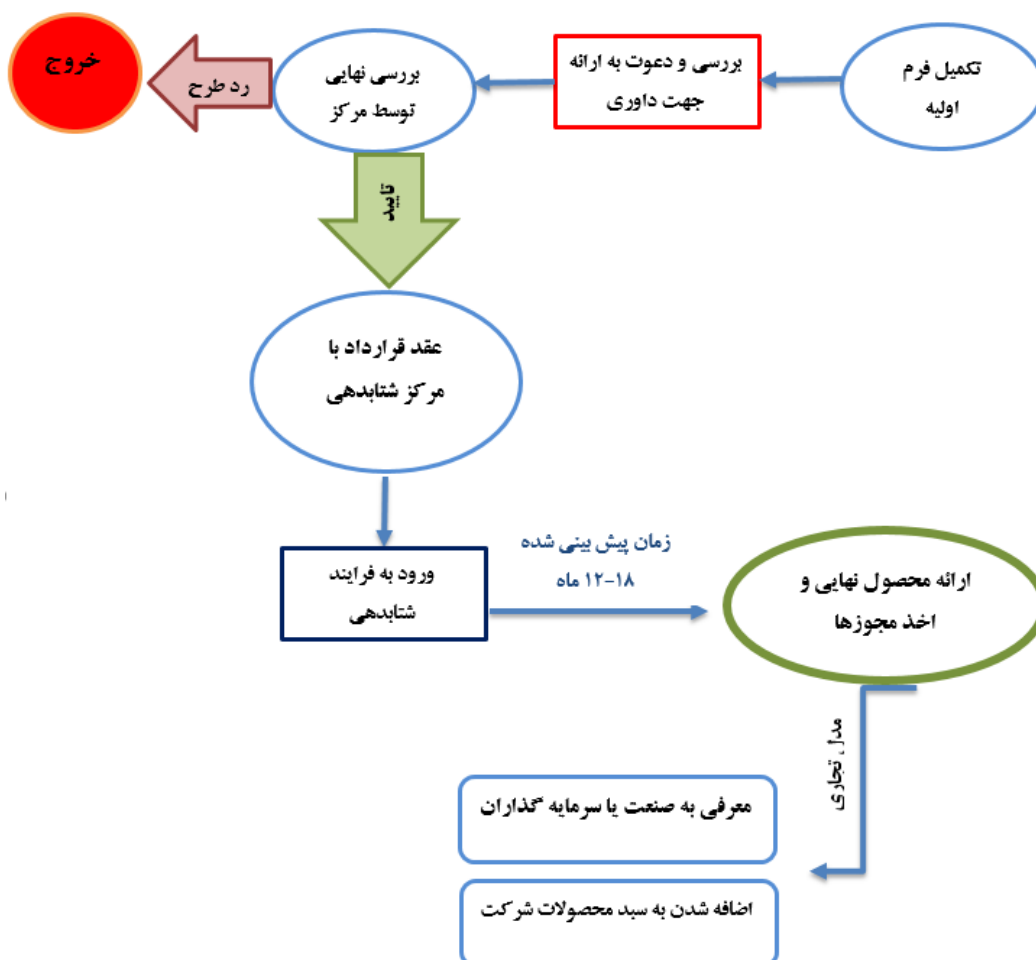 تکمیل فرم
اولیه
بررسی و دعوت به ارائه
جهت داوری
بررسی نهایی
توسط مرکز
رد طرح
خروج
تایید
عقد قرارداد با
مرکز شتابدهی
ورود به فرایند
شتابدهی
زمان پیش بینی شده
۱۲-۱۸ ماه
ارائه محصول نهایی و
اخذ مجوزها
مدل تجاری
معرفی به صنعت یا سرمایه گذاران
اضافه شدن به سبد محصولات شرکت